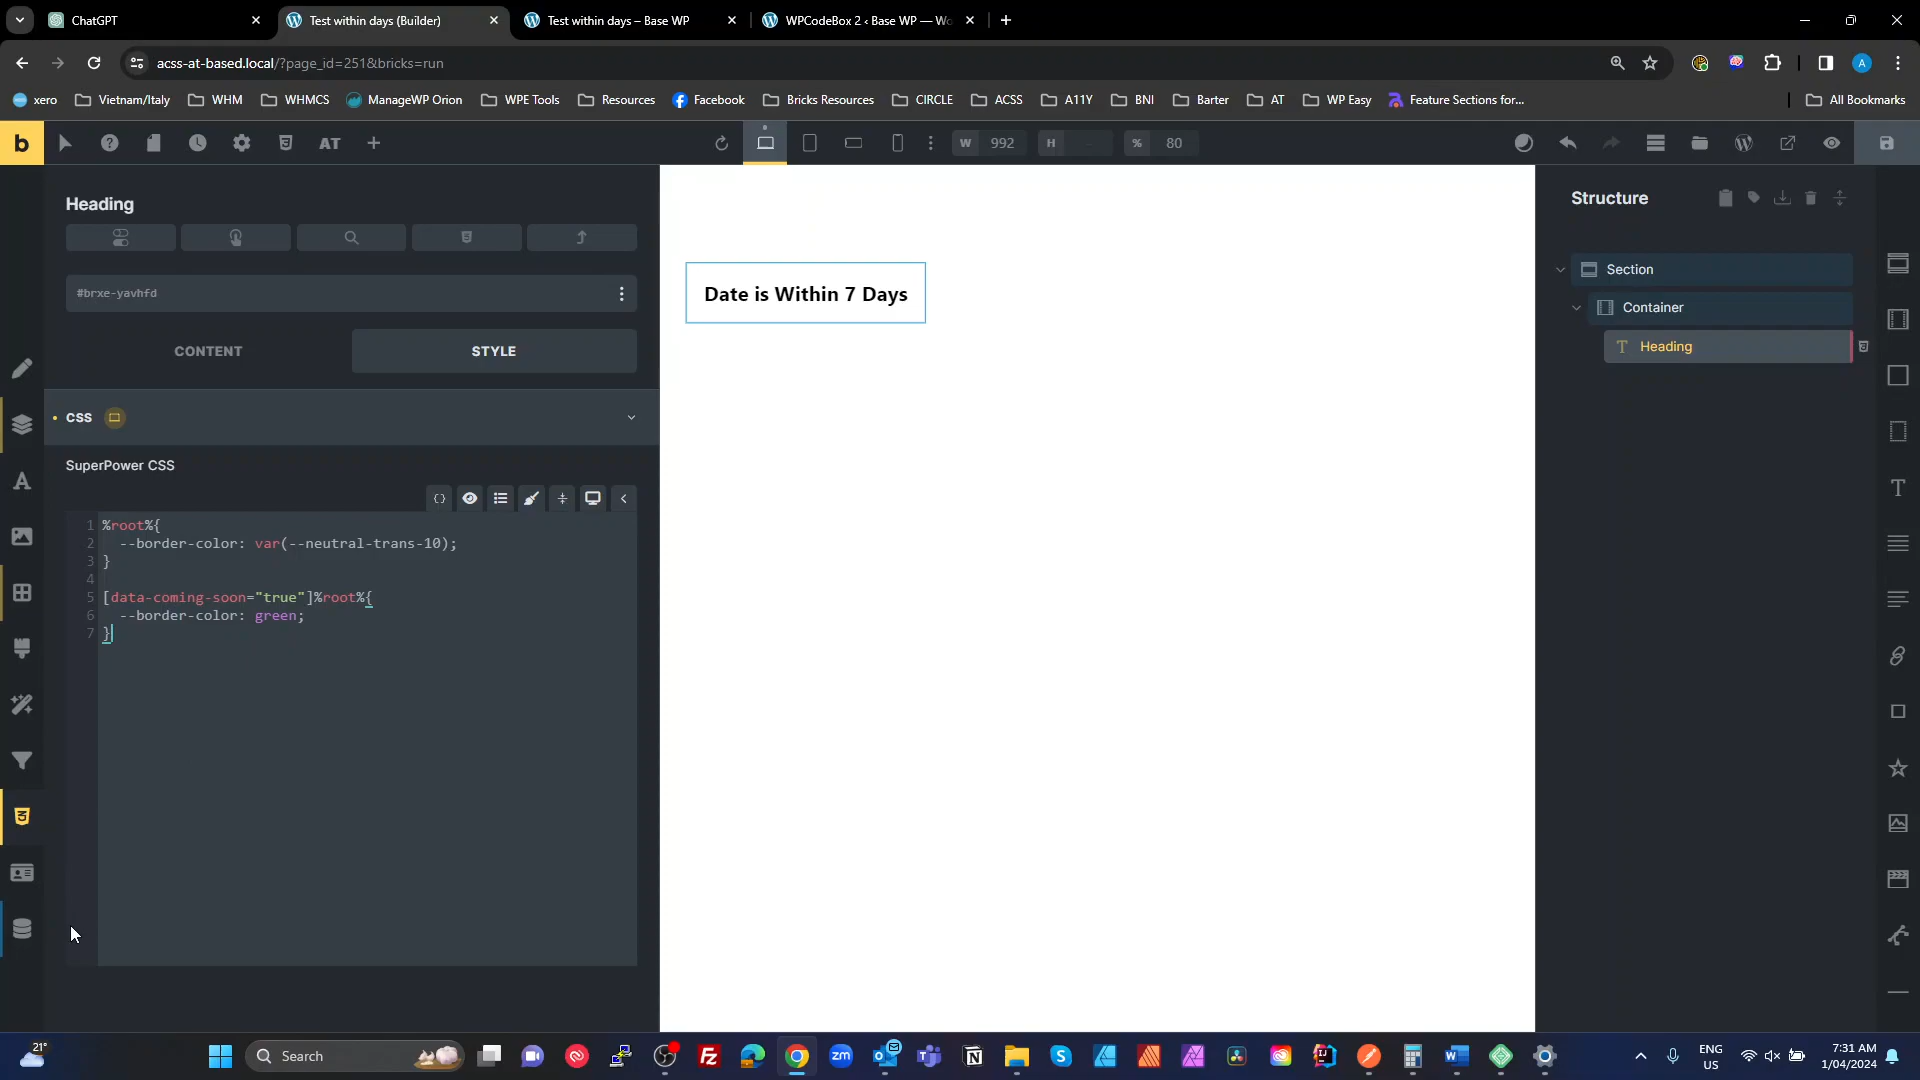 ChatGPT
Test within days (Builder)
Test within days – Base WP
WPCodeBox 2 ‹ Base WP — Wo
acss-at-based.local/?page_id=251&bricks=run
A
xero
Vietnam/Italy
WHM
WHMCS
ManageWP Orion
WPE Tools
Resources
Facebook
Bricks Resources
CIRCLE
ACSS
A11Y
BNI
Barter
AT
WP Easy
Feature Sections for...
All Bookmarks
b
AT
W 992
H -
% 80
Heading
#brxe-yavhfd
CONTENT
STYLE
CSS
SuperPower CSS
1 %root%{
2 --border-color: var(--neutral-trans-10);
3 }
4
5 [data-coming-soon="true"]%root%{
6 --border-color: green;
7 }
Date is Within 7 Days
Structure
Section
Container
Heading
21°
Search
ENG
US
7:31 AM
1/04/2024